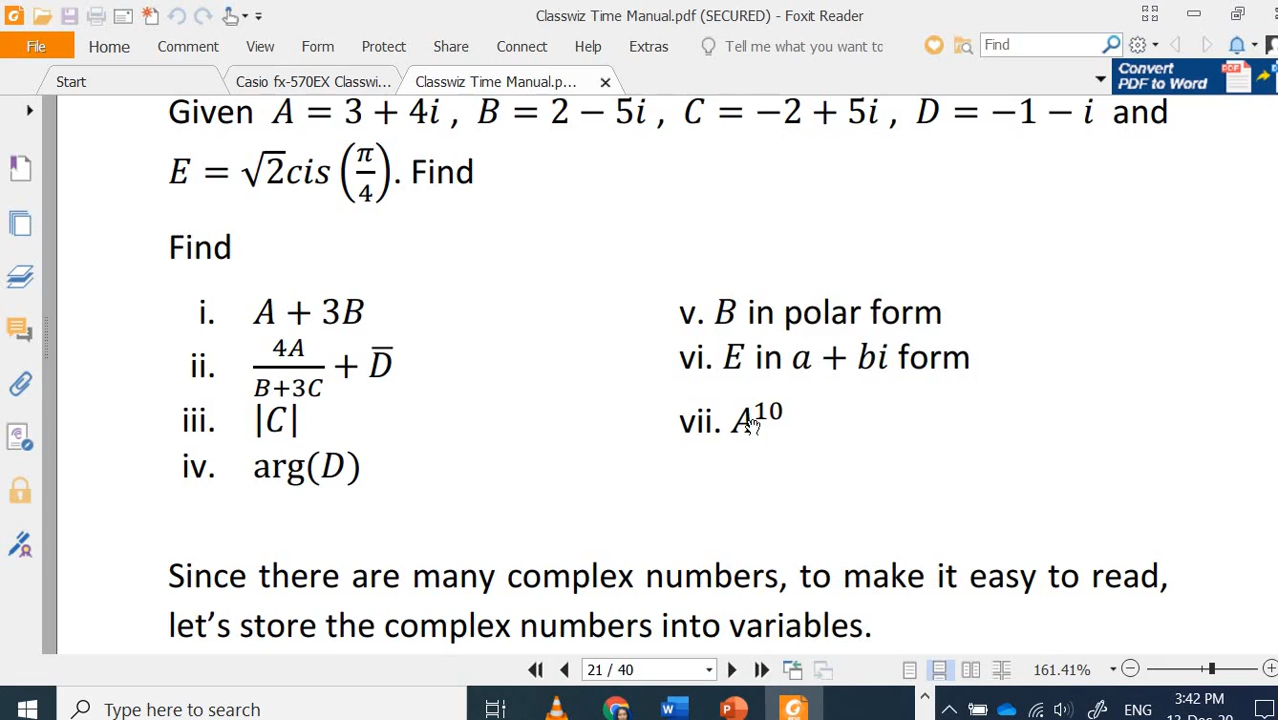 Classwiz Time Manual.pdf (SECURED) - Foxit Reader
File Home Comment View Form Protect Share Connect Help Extras Tell me what you want to Find
Start Casio fx-570EX Classwi... Classwiz Time Manual.p...
Convert PDF to Word
Given A = 3 + 4i , B = 2 − 5i , C = −2 + 5i , D = −1 − i and
E = √2cis (π/4). Find
Find
i. A + 3B
ii. 4A/(B+3C) + D̅
iii. |C|
iv. arg(D)
v. B in polar form
vi. E in a + bi form
vii. A¹⁰
Since there are many complex numbers, to make it easy to read,
let's store the complex numbers into variables.
21 / 40 161.41%
Type here to search ENG 3:42 PM